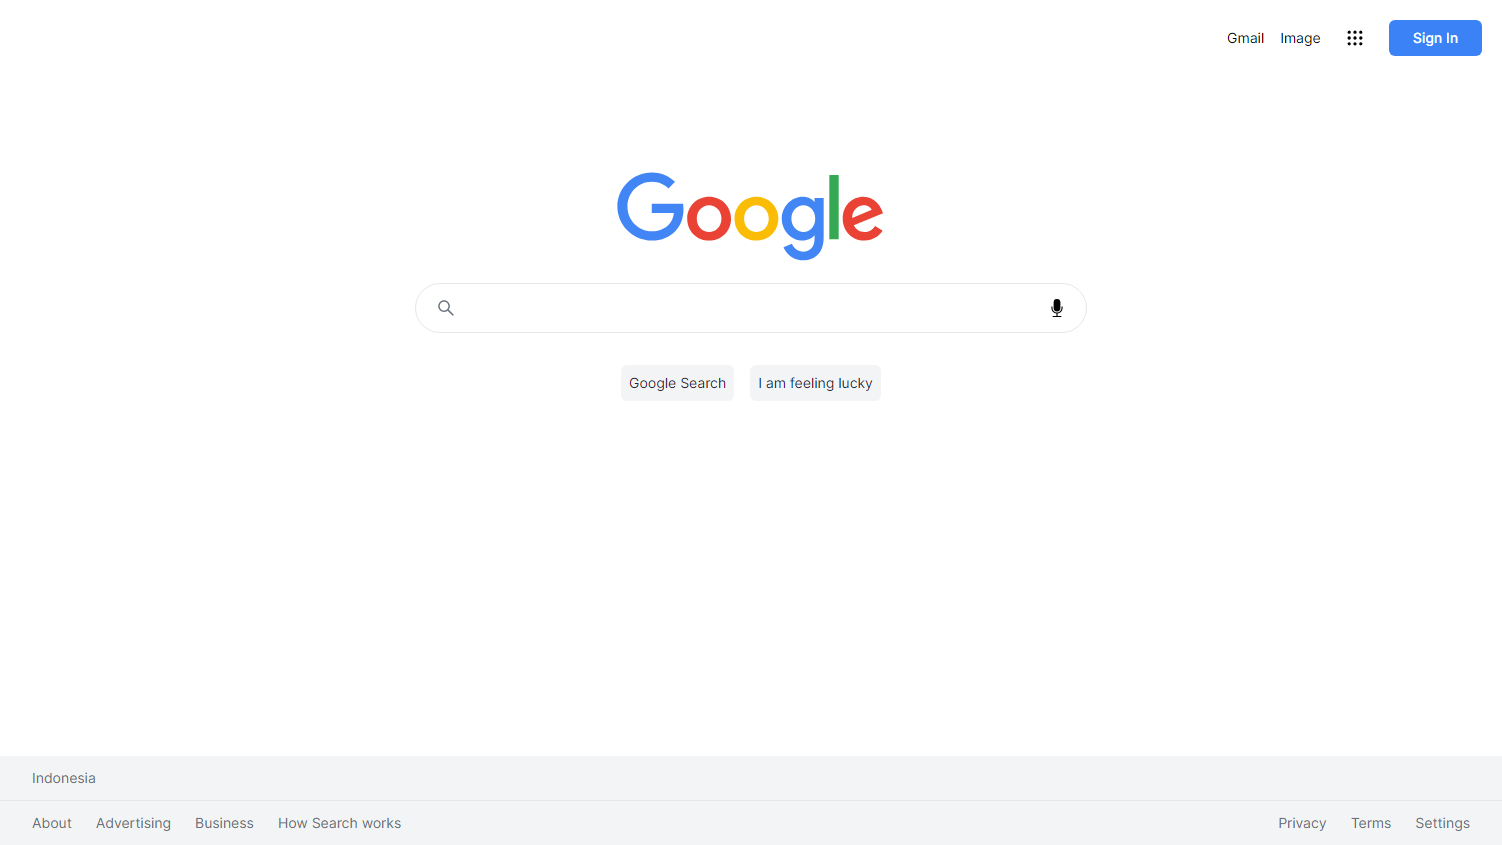 Gmail Image Sign In
Google
Google Search I am feeling lucky
Indonesia
About Advertising Business How Search works Privacy Terms Settings